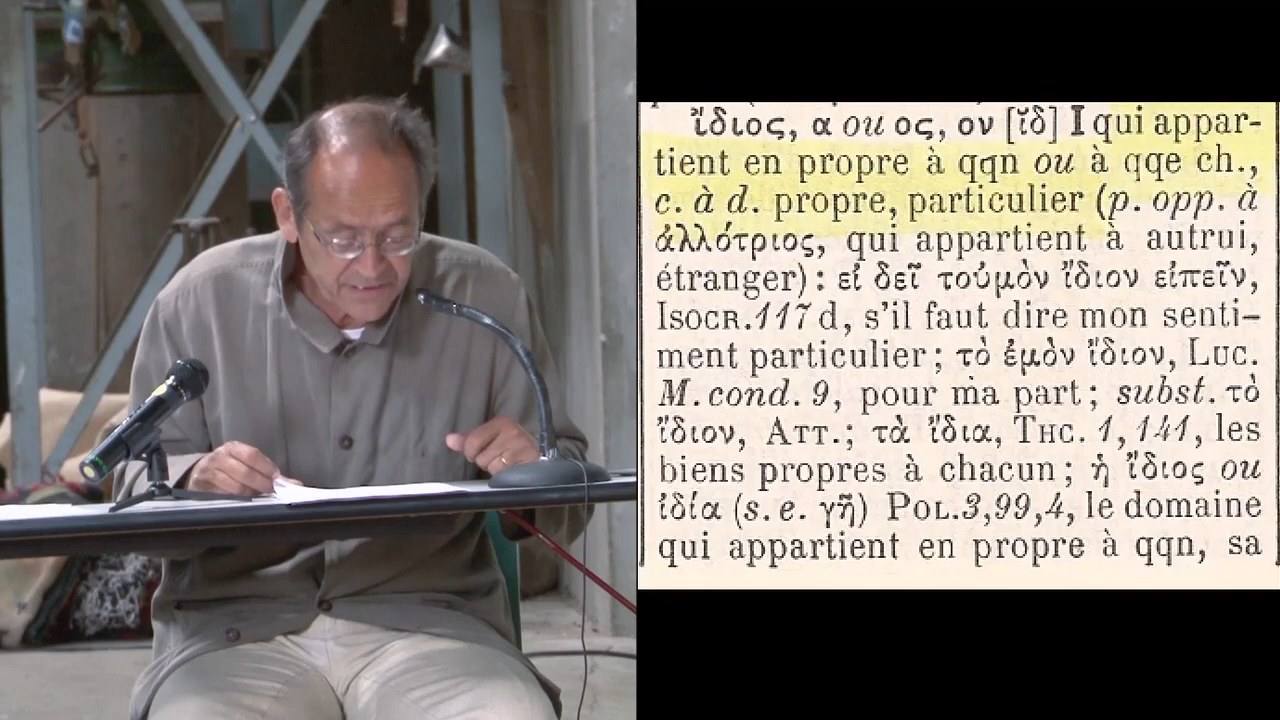 ἴδιος, α ou ος, ον [ῐδ] I qui appar-
tient en propre à qqn ou à qqe ch.,
c. à d. propre, particulier (p. opp. à
ἀλλότριος, qui appartient à autrui,
étranger) : εἰ δεῖ τοὐμὸν ἴδιον εἰπεῖν,
Isocr. 117 d, s'il faut dire mon senti-
ment particulier ; τὸ ἐμὸν ἴδιον, Luc.
M. cond. 9, pour ma part ; subst. τὸ
ἴδιον, Att. ; τὰ ἴδια, Thc. 1, 141, les
biens propres à chacun ; ἡ ἴδιος ou
ἰδία (s. e. γῆ) Pol. 3,99,4, le domaine
qui appartient en propre à qqn, sa